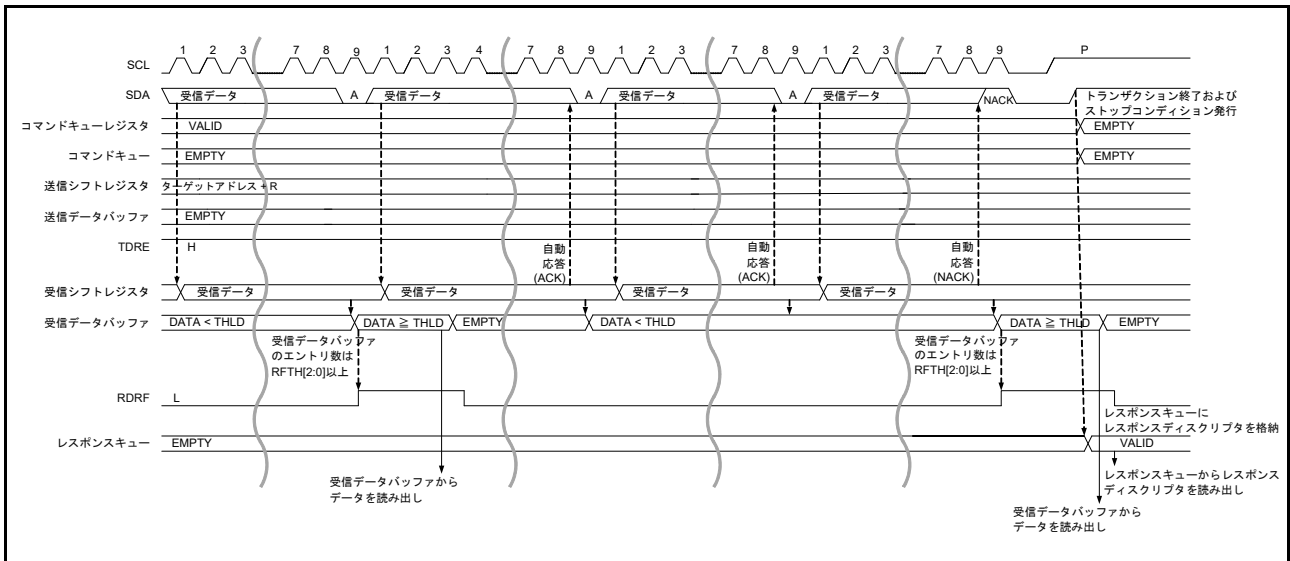 1 2 3 7 8 9 1 2 3 4 7 8 9 1 2 3 7 8 9 1 2 3 7 8 9 P
SCL
SDA 受信データ A 受信データ A 受信データ A 受信データ NACK トランザクション終了および
ストップコンディション発行
コマンドキューレジスタ VALID EMPTY
コマンドキュー EMPTY EMPTY
送信シフトレジスタ ターゲットアドレス + R
送信データバッファ EMPTY
TDRE H
自動
応答
(ACK)
自動
応答
(ACK)
自動
応答
(NACK)
受信シフトレジスタ 受信データ 受信データ 受信データ 受信データ
受信データバッファ DATA < THLD DATA ≧ THLD EMPTY DATA < THLD DATA ≧ THLD EMPTY
受信データバッファ
のエントリ数は
RFTH[2:0]以上
受信データバッファ
のエントリ数は
RFTH[2:0]以上
RDRF L
レスポンスキューに
レスポンスディスクリプタを格納
レスポンスキュー EMPTY VALID
受信データバッファから
データを読み出し
レスポンスキューからレスポンス
ディスクリプタを読み出し
受信データバッファから
データを読み出し